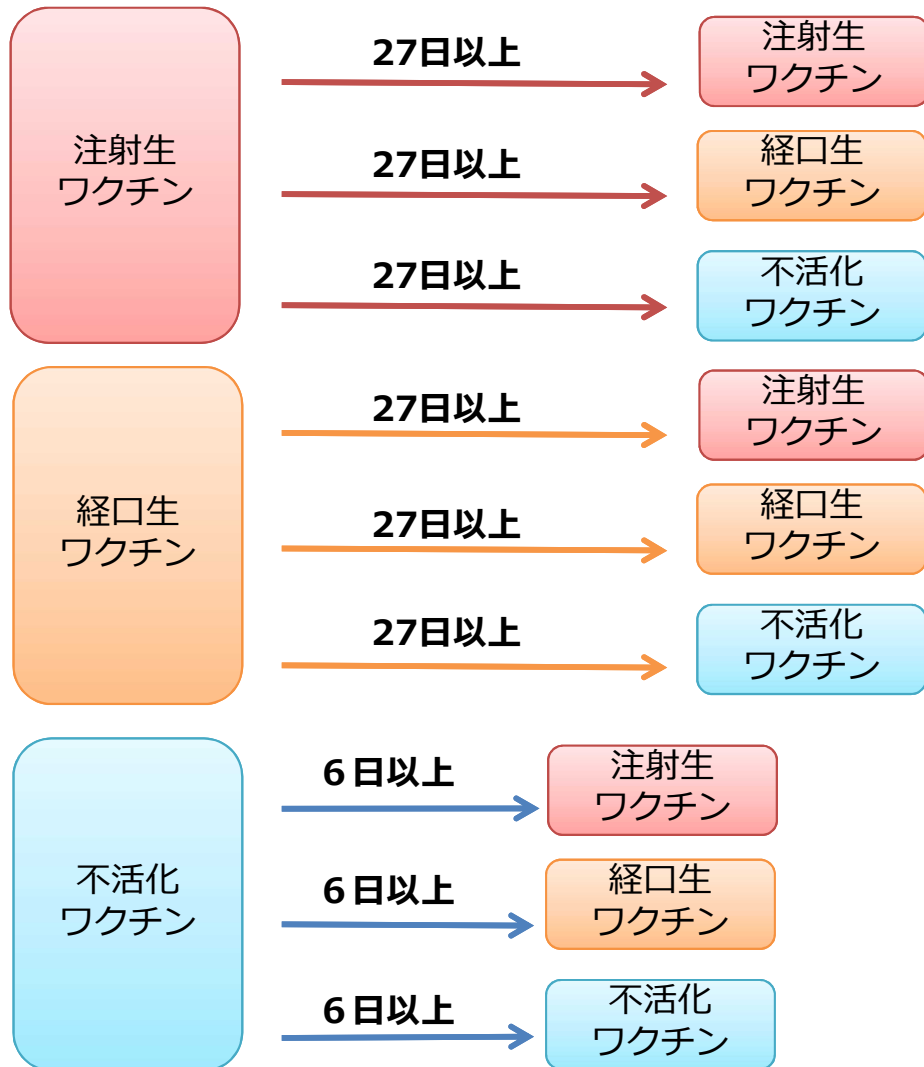 注射生
ワクチン
27日以上
注射生
ワクチン
27日以上
経口生
ワクチン
27日以上
不活化
ワクチン
経口生
ワクチン
27日以上
注射生
ワクチン
27日以上
経口生
ワクチン
27日以上
不活化
ワクチン
不活化
ワクチン
６日以上
注射生
ワクチン
６日以上
経口生
ワクチン
６日以上
不活化
ワクチン